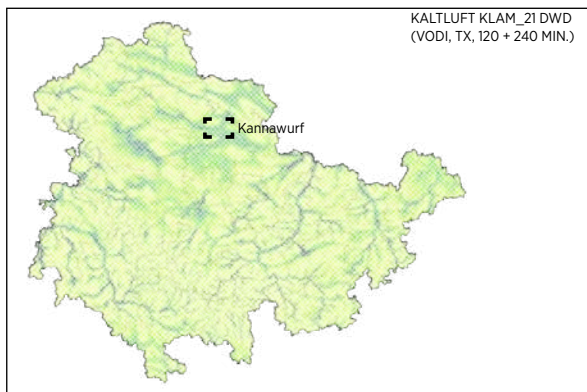 KALTLUFT KLAM_21 DWD
(VODI, TX, 120 + 240 MIN.)
Kannawurf